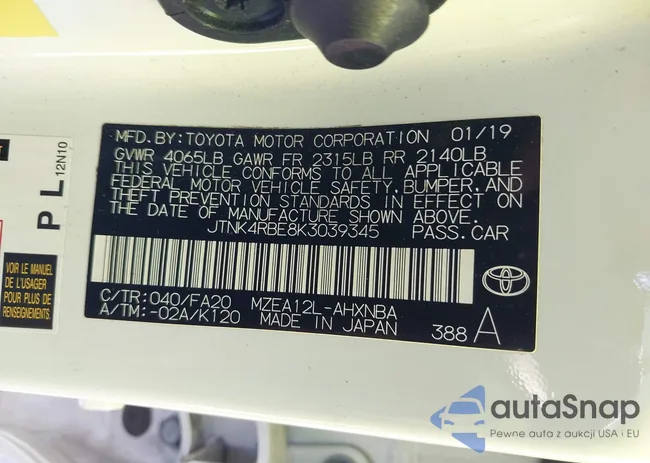 MFD. BY: TOYOTA MOTOR CORPORATION 01/19
GVWR 4065LB GAWR FR 2315LB RR 2140LB
THIS VEHICLE CONFORMS TO ALL APPLICABLE
FEDERAL MOTOR VEHICLE SAFETY, BUMPER, AND
THEFT PREVENTION STANDARDS IN EFFECT ON
THE DATE OF MANUFACTURE SHOWN ABOVE.
JTNK4RBE8K3039345 PASS. CAR
C/TR: 040/FA20 MZEA12L-AHXNBA
A/TM: -02A/K120 MADE IN JAPAN 388 A
P L 12N10
VOIR LE MANUEL
DE L'USAGER
POUR PLUS DE
RENSEIGNEMENTS
autaSnap
Pewne auta z aukcji USA i EU